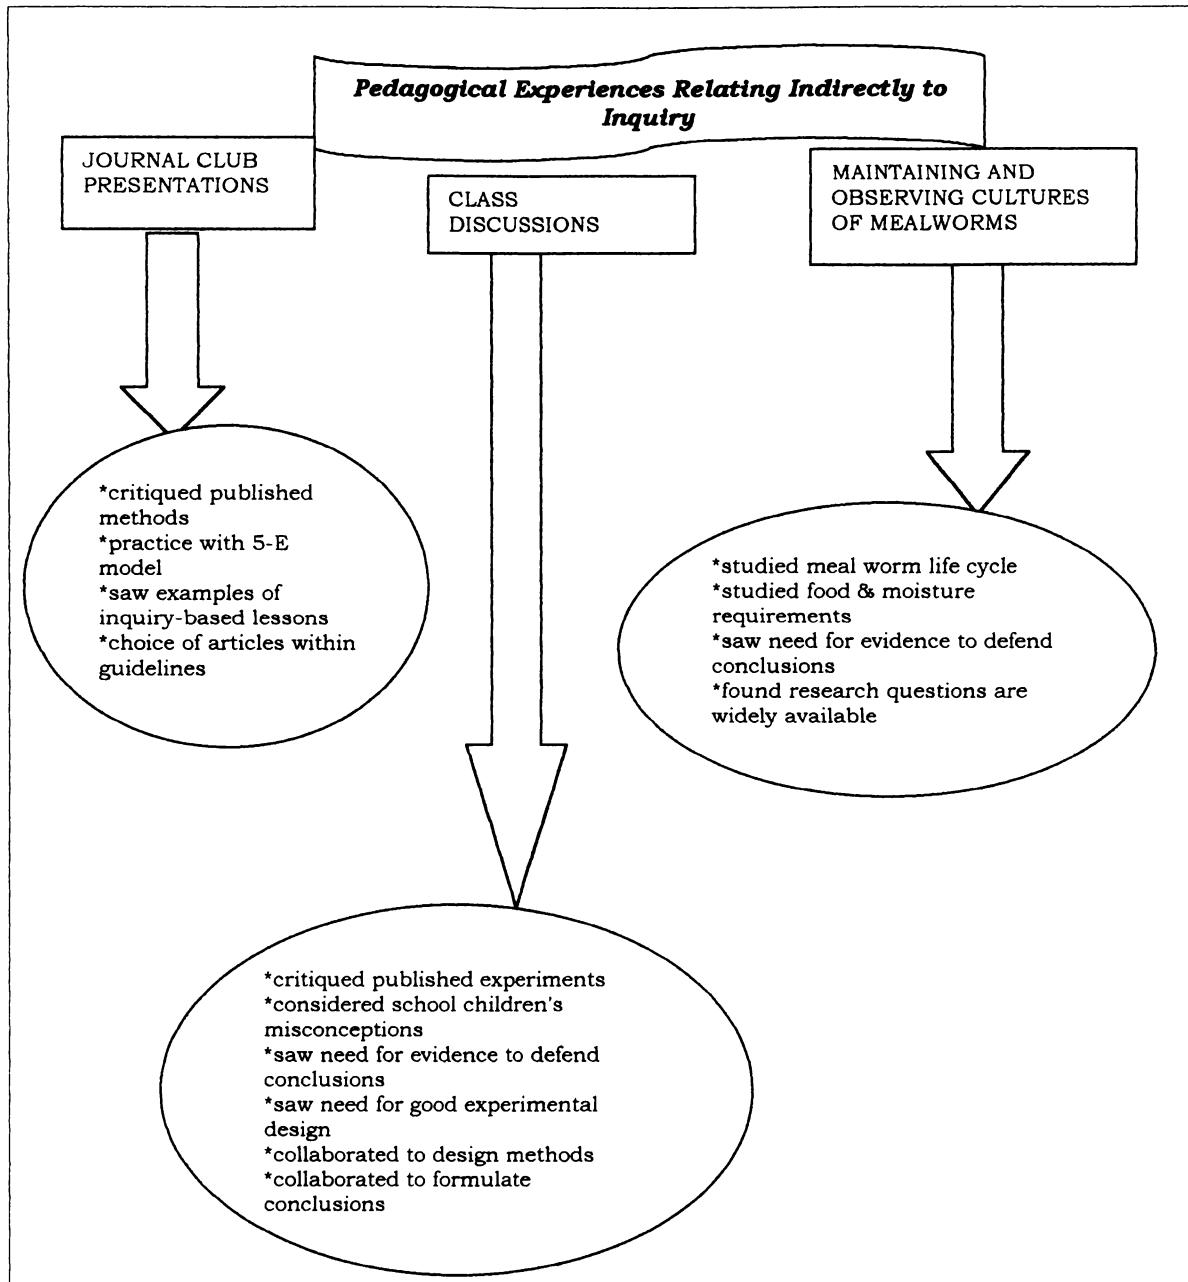 Pedagogical Experiences Relating Indirectly to
Inquiry
JOURNAL CLUB
PRESENTATIONS
CLASS
DISCUSSIONS
MAINTAINING AND
OBSERVING CULTURES
OF MEALWORMS
*critiqued published
methods
*practice with 5-E
model
*saw examples of
inquiry-based lessons
*choice of articles within
guidelines
*studied meal worm life cycle
*studied food & moisture
requirements
*saw need for evidence to defend
conclusions
*found research questions are
widely available
*critiqued published experiments
*considered school children's
misconceptions
*saw need for evidence to defend
conclusions
*saw need for good experimental
design
*collaborated to design methods
*collaborated to formulate
conclusions